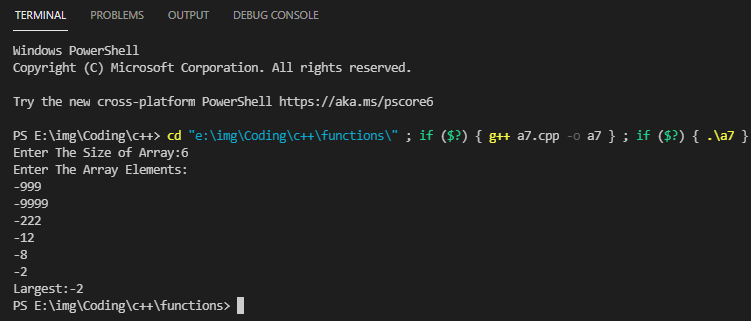 TERMINAL PROBLEMS OUTPUT DEBUG CONSOLE
Windows PowerShell
Copyright (C) Microsoft Corporation. All rights reserved.
Try the new cross-platform PowerShell https://aka.ms/pscore6
PS E:\img\Coding\c++> cd "e:\img\Coding\c++\functions\" ; if ($?) { g++ a7.cpp -o a7 } ; if ($?) { .\a7 }
Enter The Size of Array:6
Enter The Array Elements:
-999
-9999
-222
-12
-8
-2
Largest:-2
PS E:\img\Coding\c++\functions>